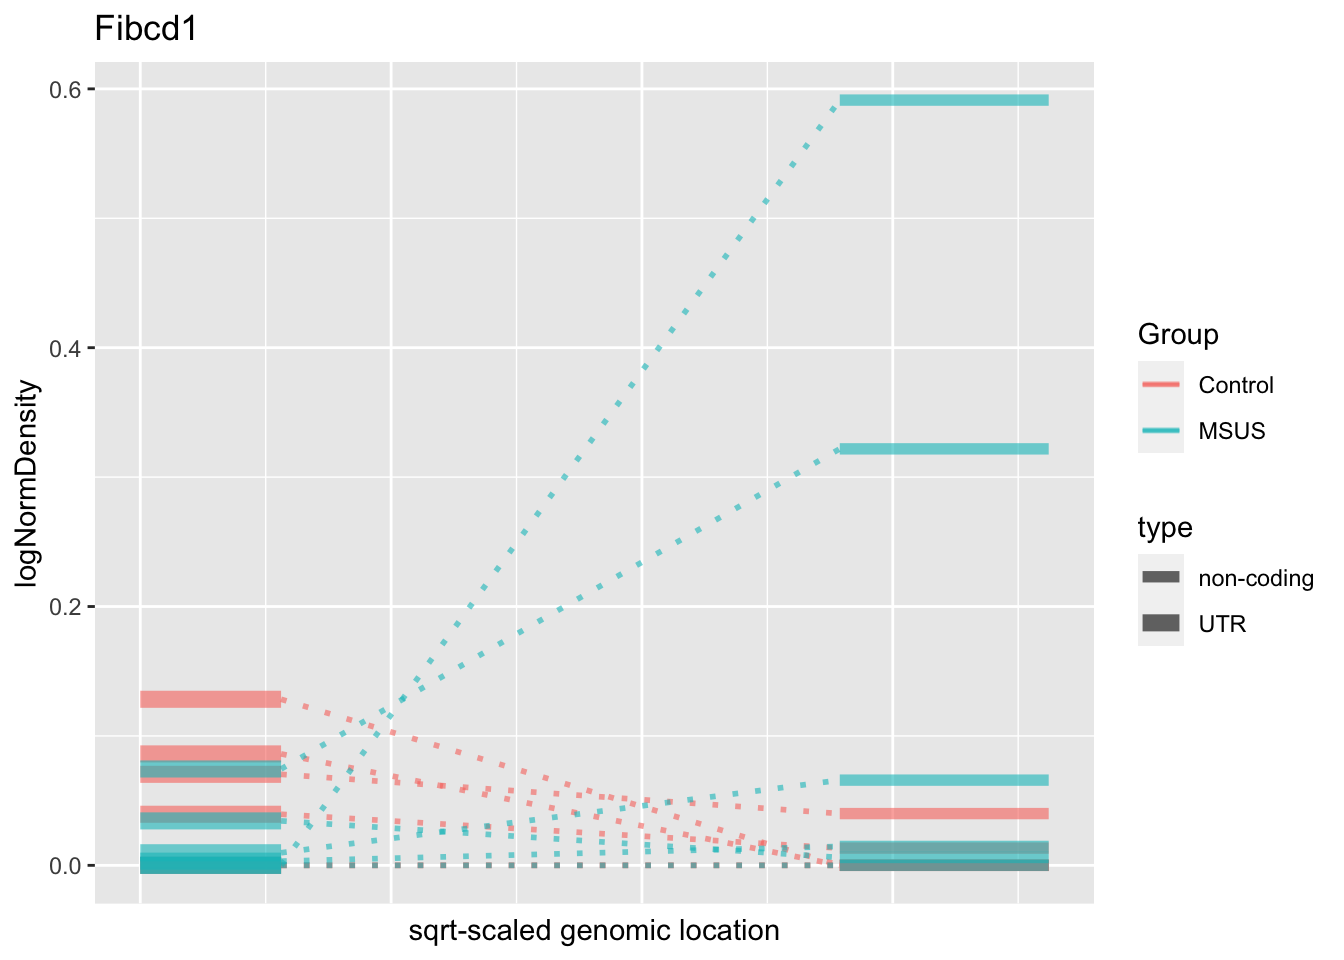 Fibcd1
0.6
0.4
0.2
0.0
logNormDensity
sqrt-scaled genomic location
Group
Control
MSUS
type
non-coding
UTR